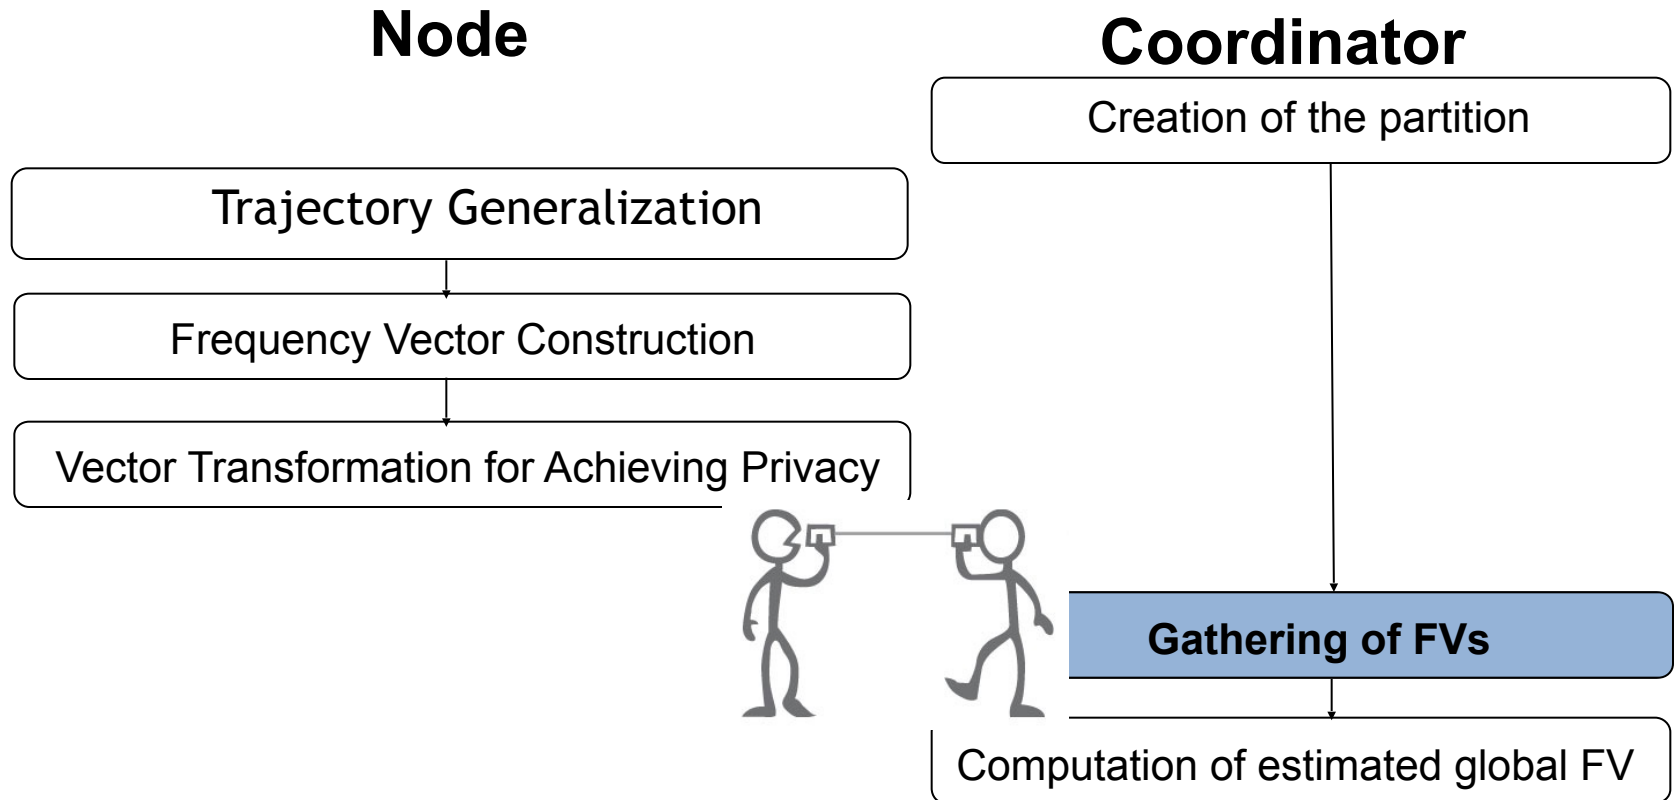 Node
Coordinator
Creation of the partition
Trajectory Generalization
Frequency Vector Construction
Vector Transformation for Achieving Privacy
Gathering of FVs
Computation of estimated global FV